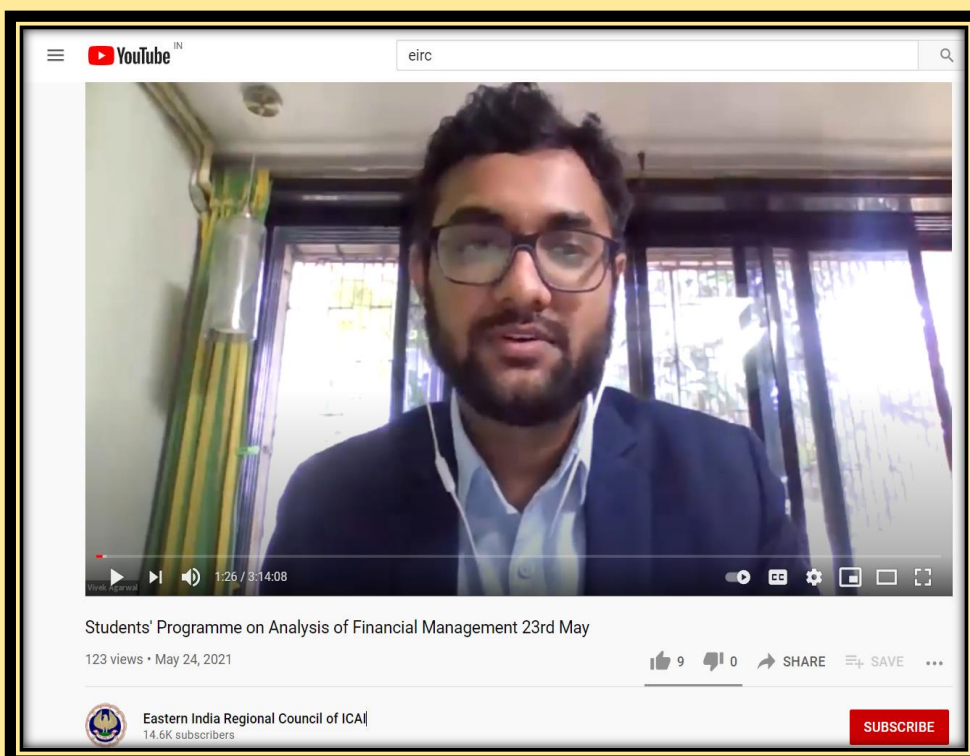 YouTube IN
eirc
1:26 / 3:14:08
CC
Vivek Agarwal
Students' Programme on Analysis of Financial Management 23rd May
123 views • May 24, 2021
9 0 SHARE SAVE
Eastern India Regional Council of ICAI
14.6K subscribers
SUBSCRIBE